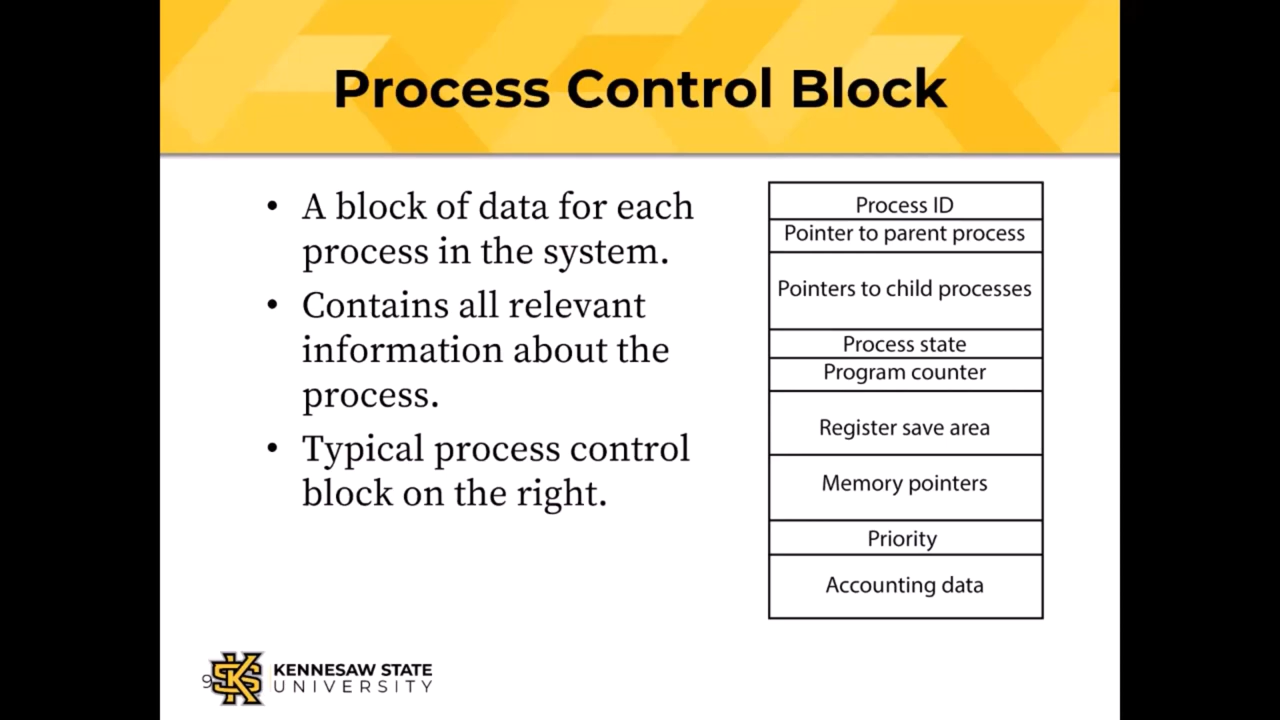 Process Control Block
• A block of data for each
process in the system.
• Contains all relevant
information about the
process.
• Typical process control
block on the right.
Process ID
Pointer to parent process
Pointers to child processes
Process state
Program counter
Register save area
Memory pointers
Priority
Accounting data
9
KENNESAW STATE
UNIVERSITY